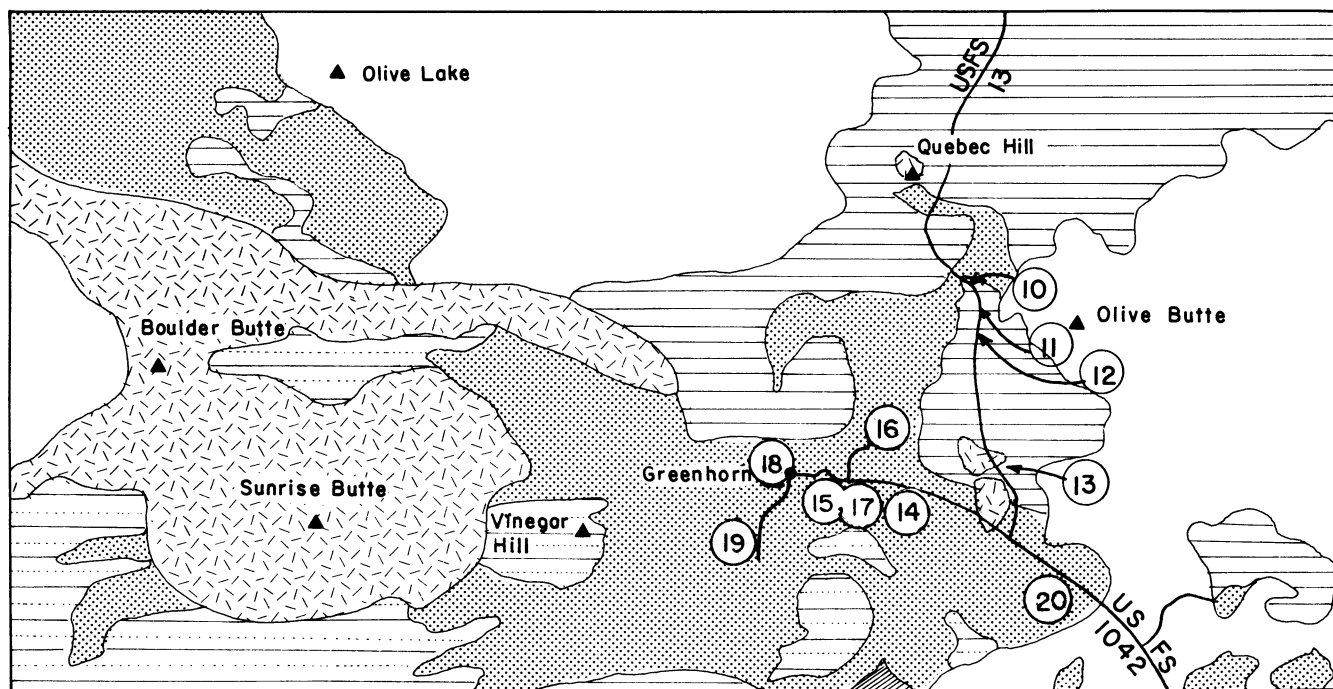 Olive Lake
USFS
13
Quebec Hill
10
Olive Butte
Boulder Butte
11
12
16
Greenhorn
18
13
Sunrise Butte
Vinegar
Hill
15
17
14
19
20
US FS
1042